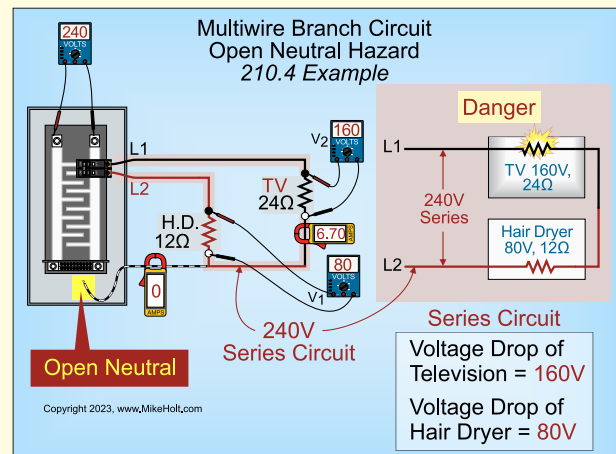 Multiwire Branch Circuit
Open Neutral Hazard
210.4 Example
240
VOLTS
L1
L2
TV
24Ω
H.D.
12Ω
V2
160
VOLTS
6.70
AMPS
0
AMPS
80
VOLTS
V1
240V
Series Circuit
Open Neutral
Copyright 2023, www.MikeHolt.com
Danger
L1
TV 160V,
24Ω
240V
Series
Hair Dryer
80V, 12Ω
L2
Series Circuit
Voltage Drop of
Television = 160V
Voltage Drop of
Hair Dryer = 80V